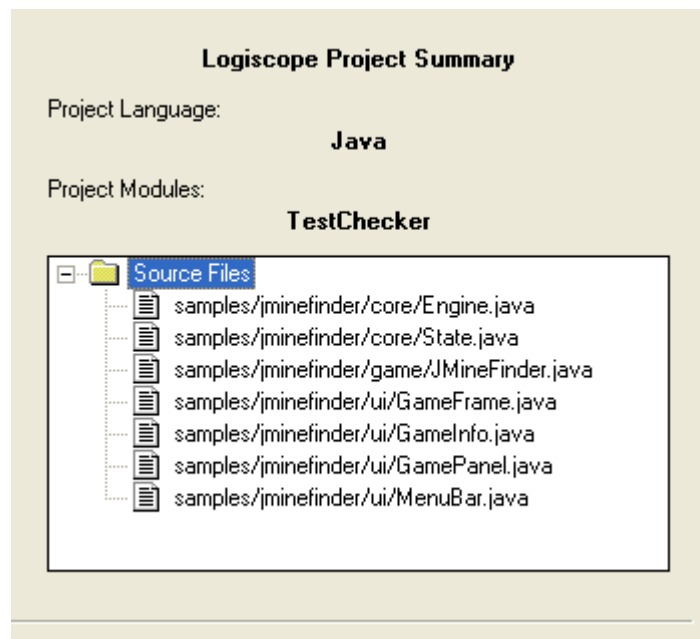 Logiscope Project Summary
Project Language:
Java
Project Modules:
TestChecker
Source Files
samples/jminefinder/core/Engine.java
samples/jminefinder/core/State.java
samples/jminefinder/game/JMineFinder.java
samples/jminefinder/ui/GameFrame.java
samples/jminefinder/ui/GameInfo.java
samples/jminefinder/ui/GamePanel.java
samples/jminefinder/ui/MenuBar.java